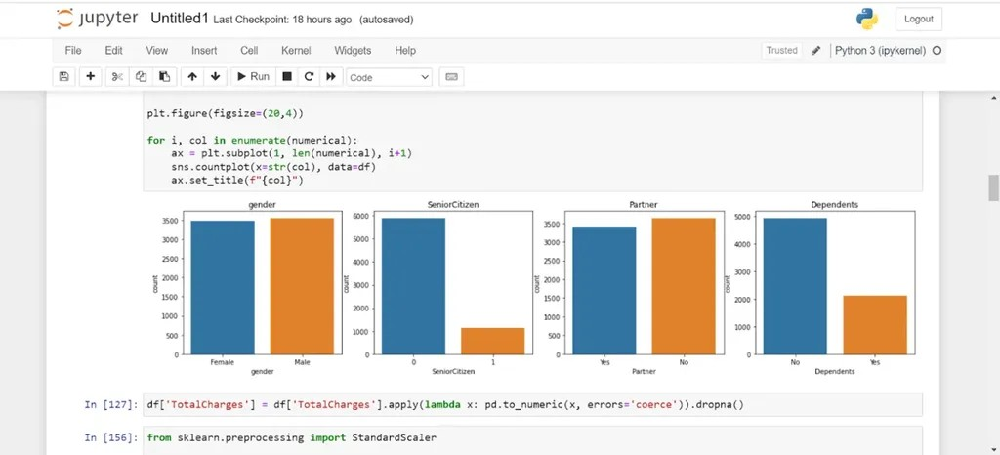 jupyter Untitled1 Last Checkpoint: 18 hours ago (autosaved)
Logout
File Edit View Insert Cell Kernel Widgets Help
Trusted
Python 3 (ipykernel)
Run
Code
plt.figure(figsize=(20,4))
for i, col in enumerate(numerical):
ax = plt.subplot(1, len(numerical), i+1)
sns.countplot(x=str(col), data=df)
ax.set_title(f"{col}")
gender
count
3500
3000
2500
2000
1500
1000
500
0
Female Male
gender
SeniorCitizen
count
6000
5000
4000
3000
2000
1000
0
0 1
SeniorCitizen
Partner
count
3500
3000
2500
2000
1500
1000
500
0
Yes No
Partner
Dependents
count
5000
4000
3000
2000
1000
0
No Yes
Dependents
In [127]: df['TotalCharges'] = df['TotalCharges'].apply(lambda x: pd.to_numeric(x, errors='coerce')).dropna()
In [156]: from sklearn.preprocessing import StandardScaler